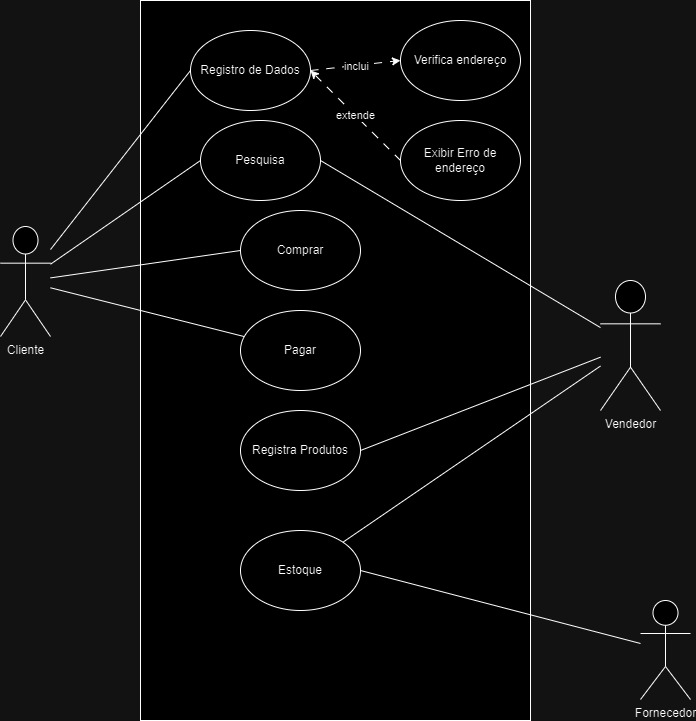 Registro de Dados
inclui
Verifica endereço
extende
Pesquisa
Exibir Erro de
endereço
Comprar
Cliente
Pagar
Vendedor
Registra Produtos
Estoque
Fornecedor